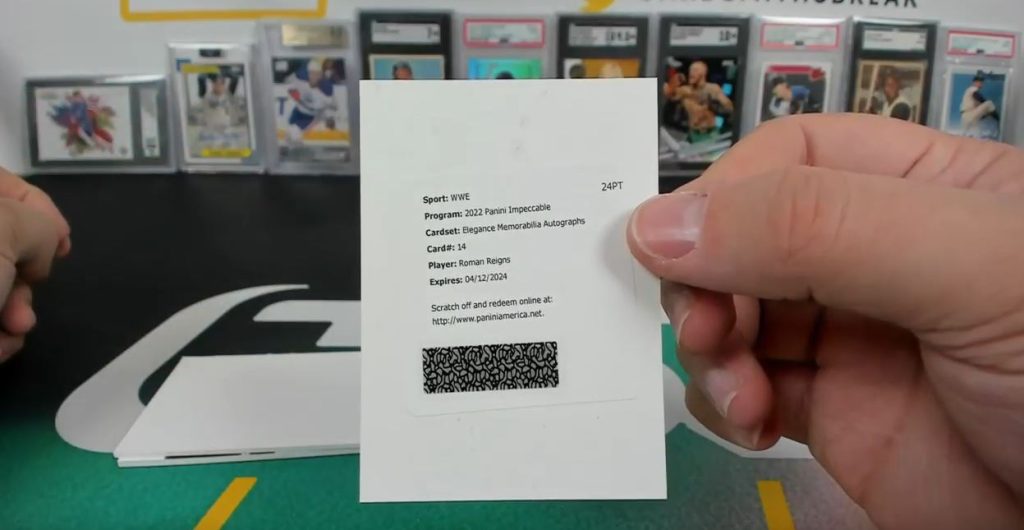 24PT
Sport: WWE
Program: 2022 Panini Impeccable
Cardset: Elegance Memorabilia Autographs
Card#: 14
Player: Roman Reigns
Expires: 04/12/2024
Scratch off and redeem online at:
http://www.paniniamerica.net.